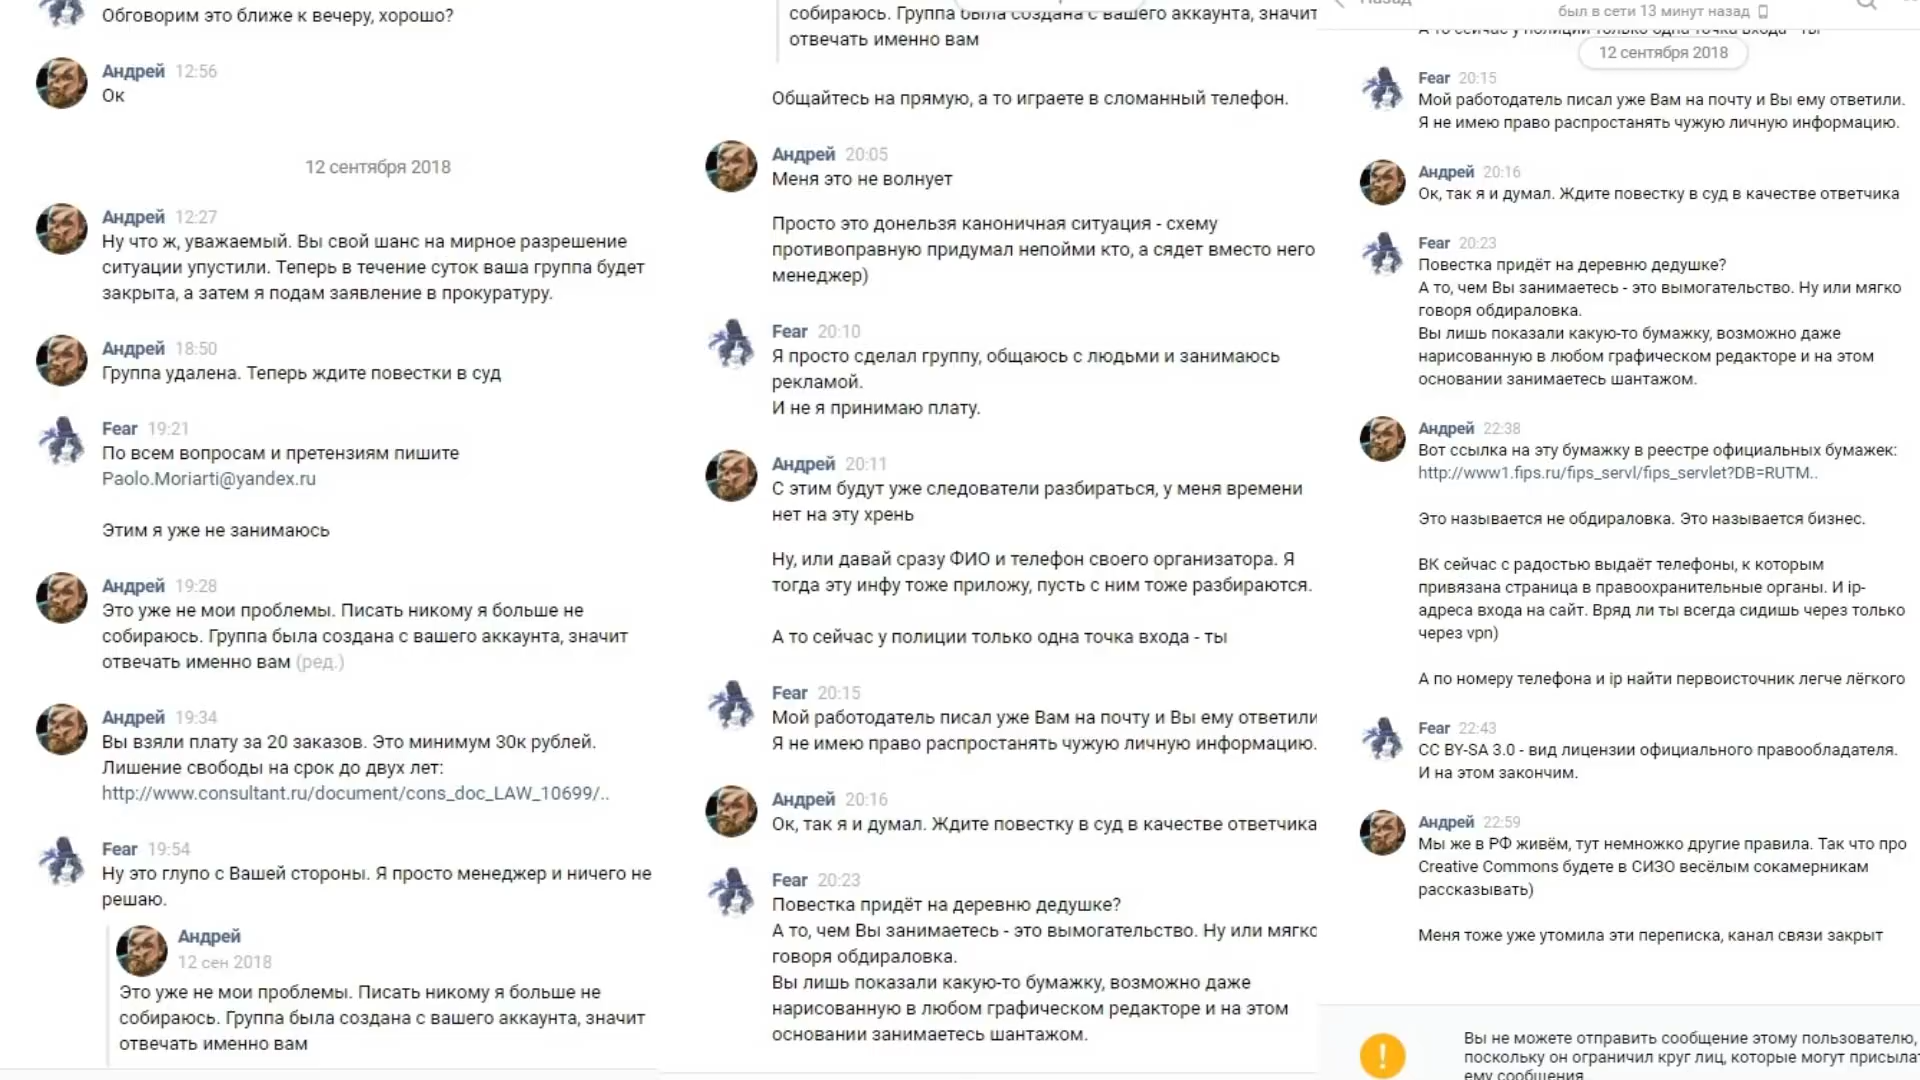 Обговорим это ближе к вечеру, хорошо?
Андрей 12:56
Ок
12 сентября 2018
Андрей 12:27
Ну что ж, уважаемый. Вы свой шанс на мирное разрешение
ситуации упустили. Теперь в течение суток ваша группа будет
закрыта, а затем я подам заявление в прокуратуру.
Андрей 18:50
Группа удалена. Теперь ждите повестки в суд
Fear 19:21
По всем вопросам и претензиям пишите
Paolo.Moriarti@yandex.ru
Этим я уже не занимаюсь
Андрей 19:28
Это уже не мои проблемы. Писать никому я больше не
собираюсь. Группа была создана с вашего аккаунта, значит
отвечать именно вам (ред.)
Андрей 19:34
Вы взяли плату за 20 заказов. Это минимум 30к рублей.
Лишение свободы на срок до двух лет:
http://www.consultant.ru/document/cons_doc_LAW_10699/..
Fear 19:54
Ну это глупо с Вашей стороны. Я просто менеджер и ничего не
решаю.
Андрей
12 сен 2018
Это уже не мои проблемы. Писать никому я больше не
собираюсь. Группа была создана с вашего аккаунта, значит
отвечать именно вам
собираюсь. Группа была создана с вашего аккаунта, значит
отвечать именно вам
Общайтесь на прямую, а то играете в сломанный телефон.
Андрей 20:05
Меня это не волнует
Просто это донельзя каноничная ситуация - схему
противоправную придумал непойми кто, а сядет вместо него
менеджер)
Fear 20:10
Я просто сделал группу, общаюсь с людьми и занимаюсь
рекламой.
И не я принимаю плату.
Андрей 20:11
С этим будут уже следователи разбираться, у меня времени
нет на эту хрень
Ну, или давай сразу ФИО и телефон своего организатора. Я
тогда эту инфу тоже приложу, пусть с ним тоже разбираются.
А то сейчас у полиции только одна точка входа - ты
Fear 20:15
Мой работодатель писал уже Вам на почту и Вы ему ответили
Я не имею право распростанять чужую личную информацию.
Андрей 20:16
Ок, так я и думал. Ждите повестку в суд в качестве ответчика
Fear 20:23
Повестка придёт на деревню дедушке?
А то, чем Вы занимаетесь - это вымогательство. Ну или мягко
говоря обдираловка.
Вы лишь показали какую-то бумажку, возможно даже
нарисованную в любом графическом редакторе и на этом
основании занимаетесь шантажом.
Назад
был в сети 13 минут назад
А то сейчас у полиции только одна точка входа - ты
12 сентября 2018
Fear 20:15
Мой работодатель писал уже Вам на почту и Вы ему ответили.
Я не имею право распростанять чужую личную информацию.
Андрей 20:16
Ок, так я и думал. Ждите повестку в суд в качестве ответчика
Fear 20:23
Повестка придёт на деревню дедушке?
А то, чем Вы занимаетесь - это вымогательство. Ну или мягко
говоря обдираловка.
Вы лишь показали какую-то бумажку, возможно даже
нарисованную в любом графическом редакторе и на этом
основании занимаетесь шантажом.
Андрей 22:38
Вот ссылка на эту бумажку в реестре официальных бумажек:
http://www1.fips.ru/fips_servl/fips_servlet?DB=RUTM..
Это называется не обдираловка. Это называется бизнес.
ВК сейчас с радостью выдаёт телефоны, к которым
привязана страница в правоохранительные органы. И ip-
адреса входа на сайт. Вряд ли ты всегда сидишь через только
через vpn)
А по номеру телефона и ip найти первоисточник легче лёгкого
Fear 22:43
CC BY-SA 3.0 - вид лицензии официального правообладателя.
И на этом закончим.
Андрей 22:59
Мы же в РФ живём, тут немножко другие правила. Так что про
Creative Commons будете в СИЗО весёлым сокамерникам
рассказывать)
Меня тоже уже утомила эти переписка, канал связи закрыт
Вы не можете отправить сообщение этому пользователю,
поскольку он ограничил круг лиц, которые могут присылат
ему сообщения